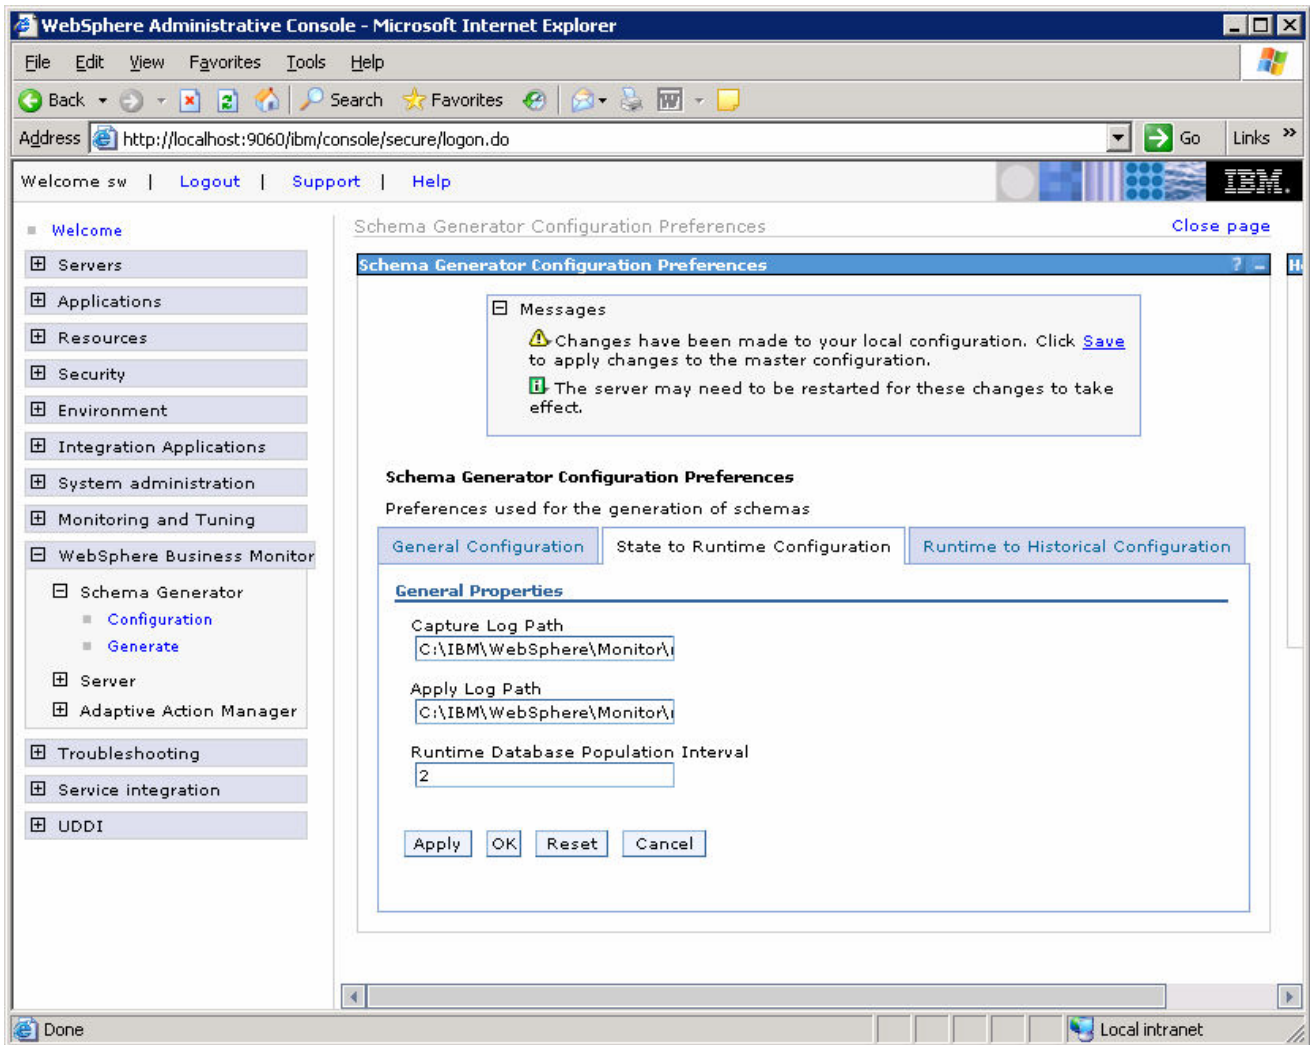 WebSphere Administrative Console - Microsoft Internet Explorer
File Edit View Favorites Tools Help
Back Search Favorites
Address http://localhost:9060/ibm/console/secure/logon.do Go Links »
Welcome sw | Logout | Support | Help IBM.
Welcome
Servers
Applications
Resources
Security
Environment
Integration Applications
System administration
Monitoring and Tuning
WebSphere Business Monitor
Schema Generator
Configuration
Generate
Server
Adaptive Action Manager
Troubleshooting
Service integration
UDDI
Schema Generator Configuration Preferences Close page
Schema Generator Configuration Preferences ? –
Messages
Changes have been made to your local configuration. Click Save
to apply changes to the master configuration.
The server may need to be restarted for these changes to take
effect.
Schema Generator Configuration Preferences
Preferences used for the generation of schemas
General Configuration State to Runtime Configuration Runtime to Historical Configuration
General Properties
Capture Log Path
C:\IBM\WebSphere\Monitor\
Apply Log Path
C:\IBM\WebSphere\Monitor\
Runtime Database Population Interval
2
Apply OK Reset Cancel
Done Local intranet